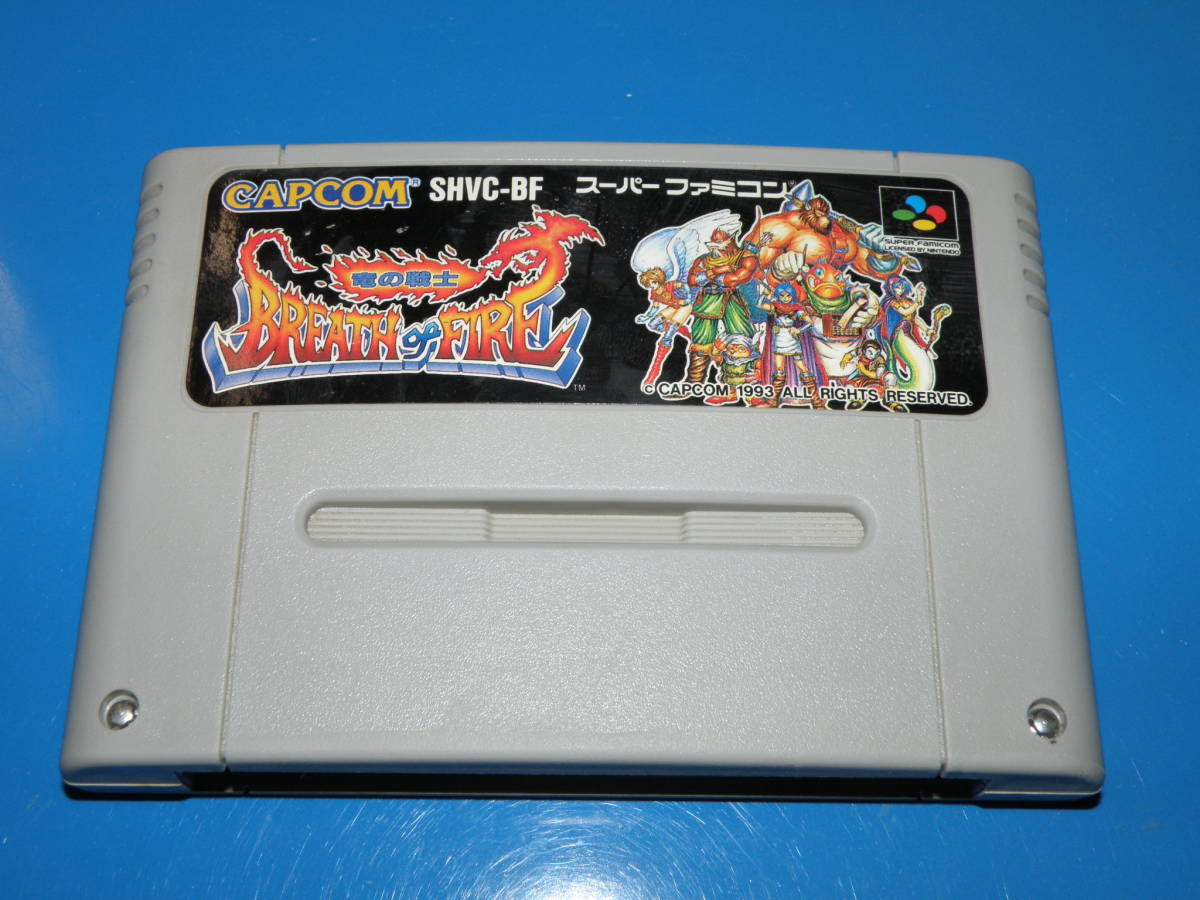 CAPCOM® SHVC-BF スーパーファミコン®
竜の戦士
BREATH of FIRE
TM
SUPER FAMICOM
LICENSED BY NINTENDO
© CAPCOM 1993 ALL RIGHTS RESERVED.